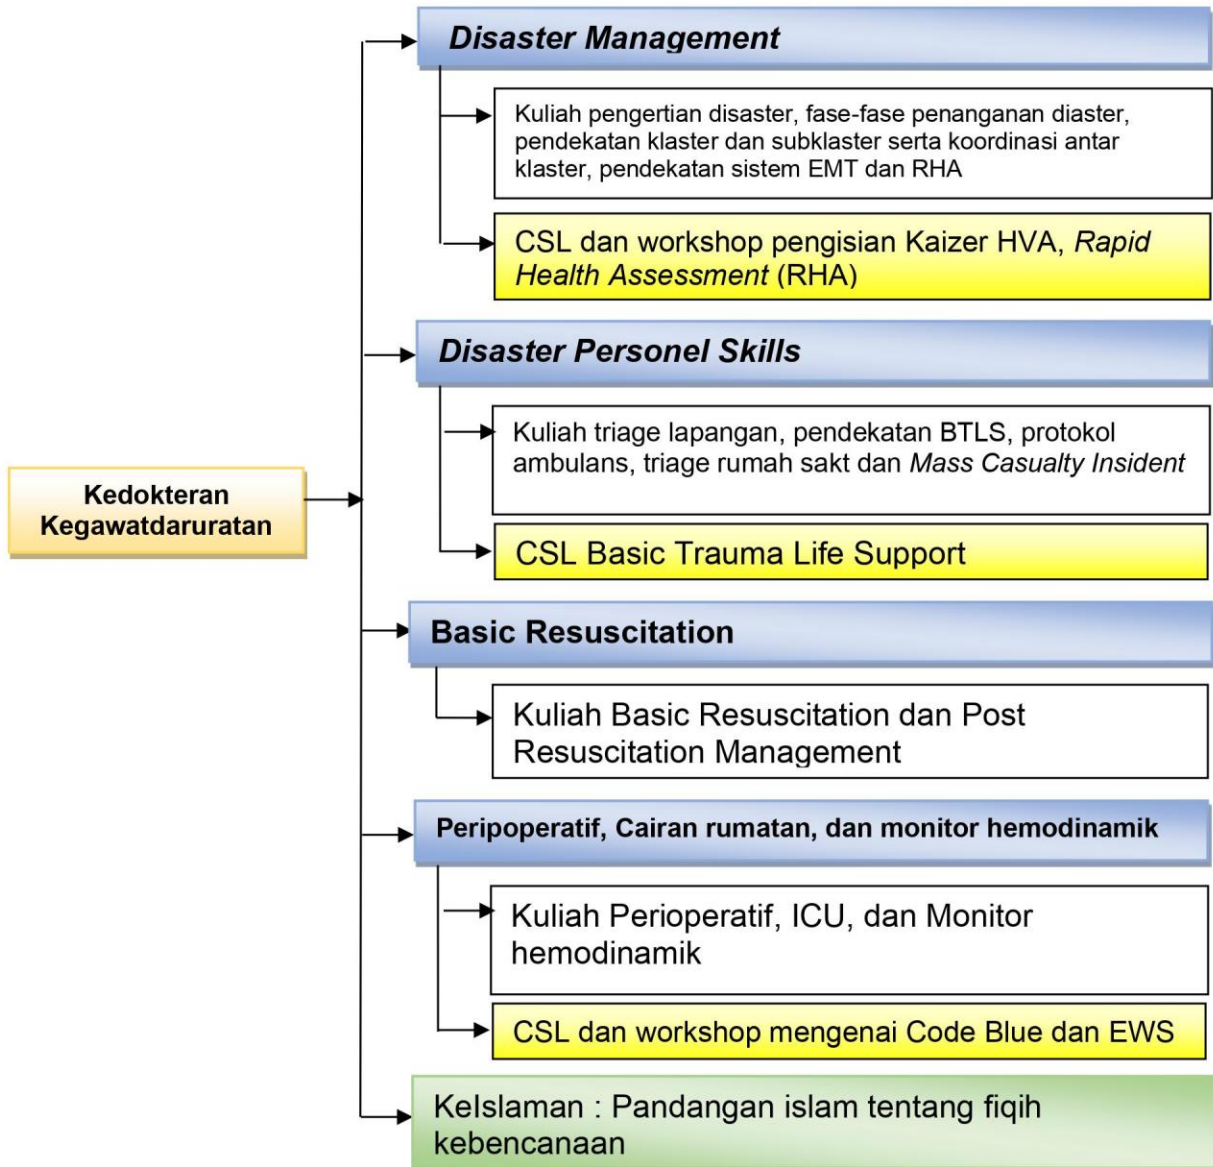 Disaster Management
Kuliah pengertian disaster, fase-fase penanganan diaster,
pendekatan klaster dan subklaster serta koordinasi antar
klaster, pendekatan sistem EMT dan RHA
CSL dan workshop pengisian Kaizer HVA, Rapid
Health Assessment (RHA)
Disaster Personel Skills
Kuliah triage lapangan, pendekatan BTLS, protokol
ambulans, triage rumah sakt dan Mass Casualty Insident
Kedokteran
Kegawatdaruratan
CSL Basic Trauma Life Support
Basic Resuscitation
Kuliah Basic Resuscitation dan Post
Resuscitation Management
Peripoperatif, Cairan rumatan, dan monitor hemodinamik
Kuliah Perioperatif, ICU, dan Monitor
hemodinamik
CSL dan workshop mengenai Code Blue dan EWS
KeIslaman : Pandangan islam tentang fiqih
kebencanaan